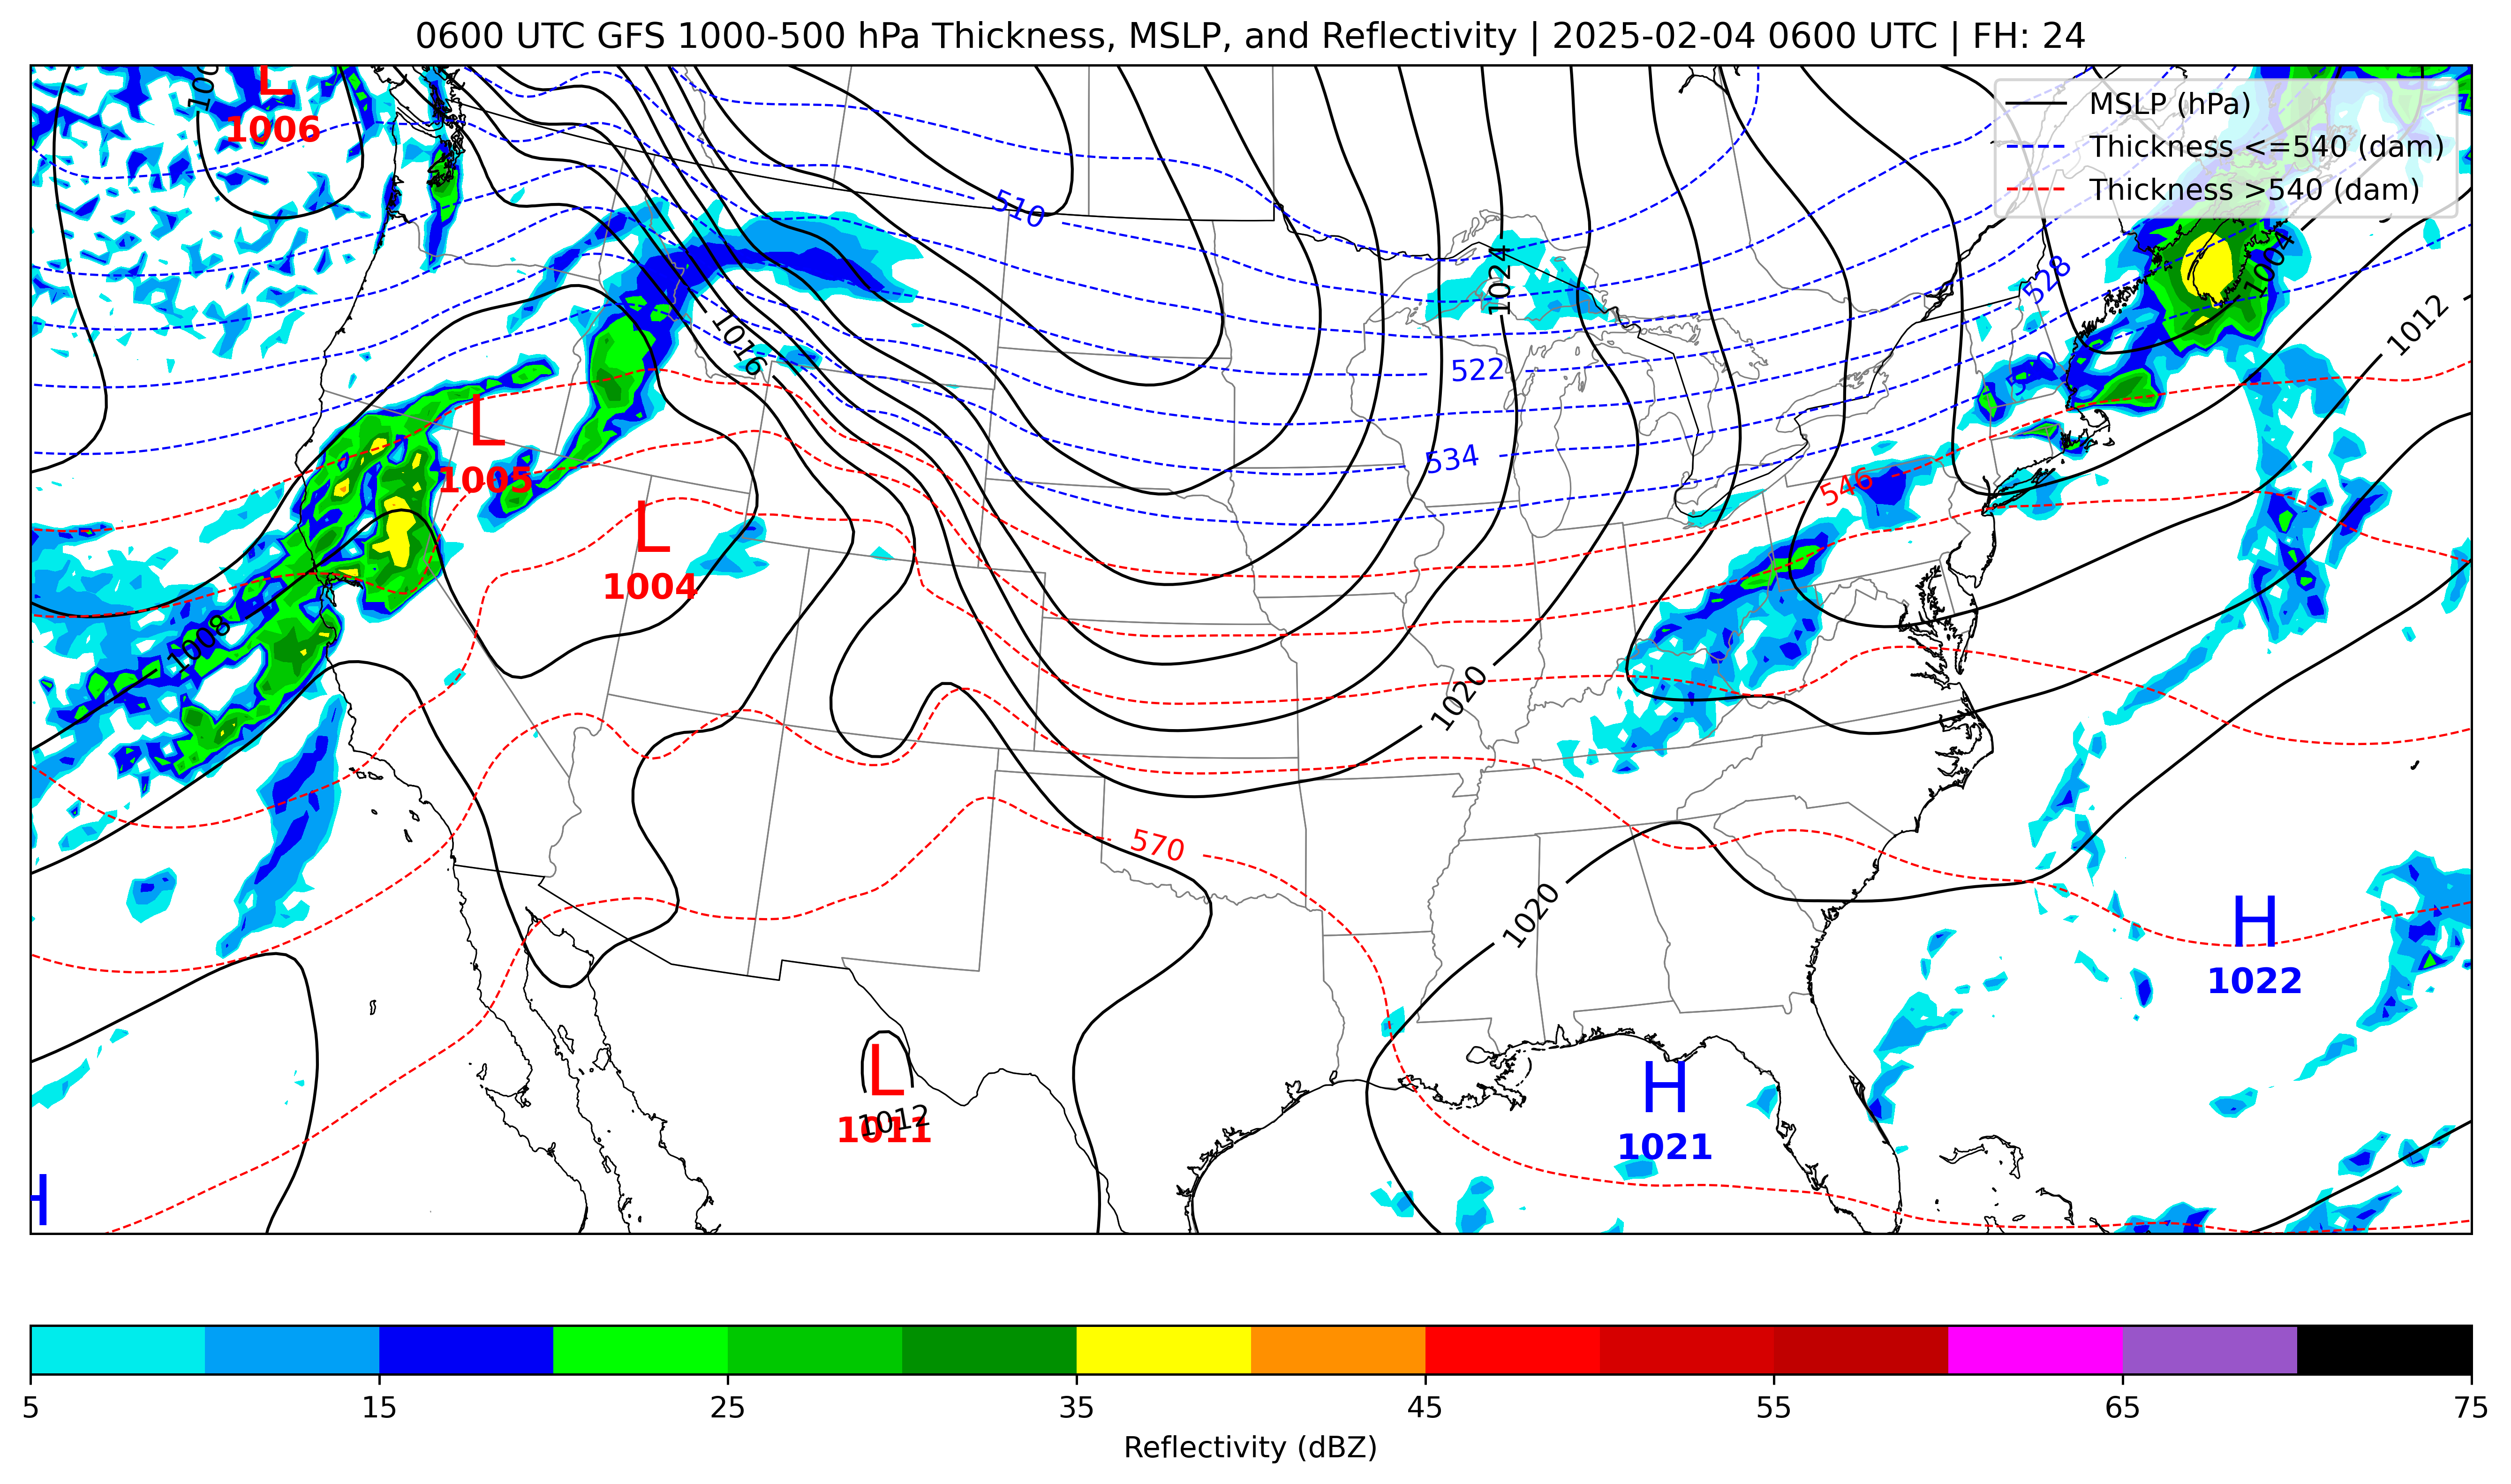 0600 UTC GFS 1000-500 hPa Thickness, MSLP, and Reflectivity | 2025-02-04 0600 UTC | FH: 24
L
1006
MSLP (hPa)
Thickness <=540 (dam)
Thickness >540 (dam)
510
1024
528
1004
1012
1016
522
540
534
L
1005
546
L
1004
1008
1020
570
1020
H
1022
L
1012
1011
H
1021
H
5 15 25 35 45 55 65 75
Reflectivity (dBZ)